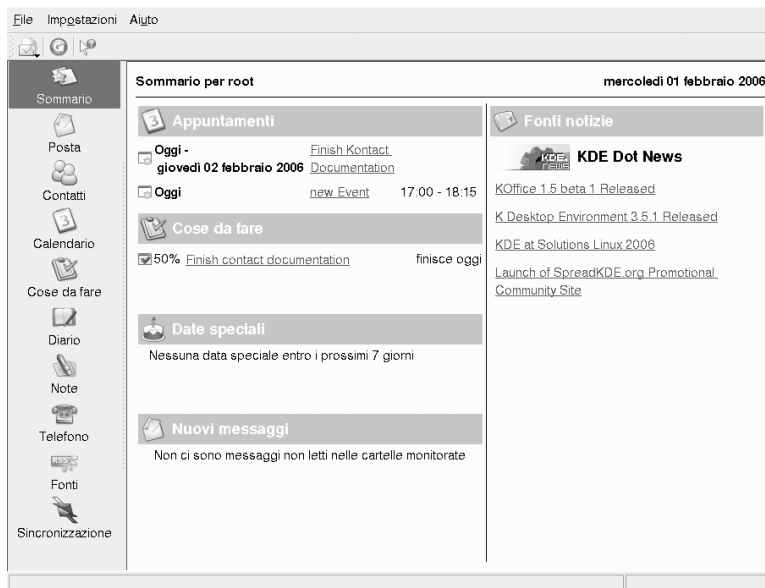 File Impostazioni Aiuto
Sommario
Posta
Contatti
Calendario
Cose da fare
Diario
Note
Telefono
Fonti
Sincronizzazione
Sommario per root mercoledì 01 febbraio 2006
Appuntamenti
Oggi - Finish Kontact
giovedì 02 febbraio 2006 Documentation
Oggi new Event 17:00 - 18:15
Cose da fare
50% Finish contact documentation finisce oggi
Date speciali
Nessuna data speciale entro i prossimi 7 giorni
Nuovi messaggi
Non ci sono messaggi non letti nelle cartelle monitorate
Fonti notizie
KDE NEWS KDE Dot News
KOffice 1.5 beta 1 Released
K Desktop Environment 3.5.1 Released
KDE at Solutions Linux 2006
Launch of SpreadKDE.org Promotional
Community Site